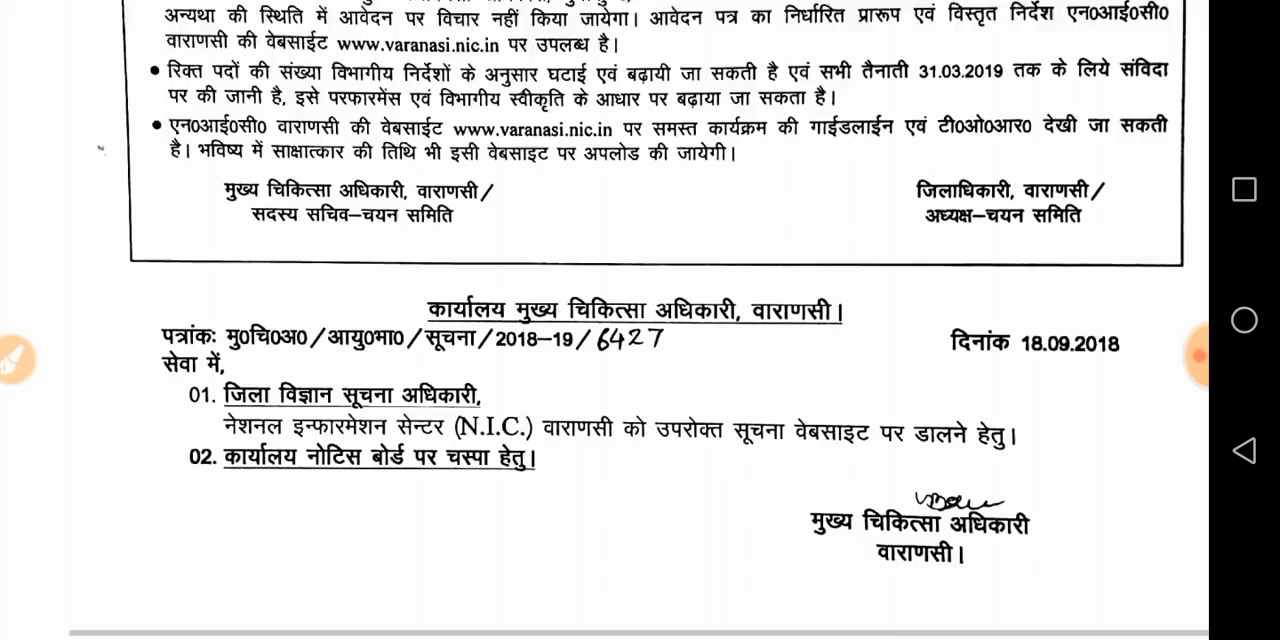 अन्यथा की स्थिति में आवेदन पर विचार नहीं किया जायेगा। आवेदन पत्र का निर्धारित प्रारूप एवं विस्तृत निर्देश एन0आई0सी0
वाराणसी की वेबसाईट www.varanasi.nic.in पर उपलब्ध है।
● रिक्त पदों की संख्या विभागीय निर्देशों के अनुसार घटाई एवं बढ़ायी जा सकती है एवं सभी तैनाती 31.03.2019 तक के लिये संविदा
पर की जानी है, इसे परफारमेंस एवं विभागीय स्वीकृति के आधार पर बढ़ाया जा सकता है।
● एन0आई0सी0 वाराणसी की वेबसाईट www.varanasi.nic.in पर समस्त कार्यक्रम की गाईडलाईन एवं टी0ओ0आर0 देखी जा सकती
है। भविष्य में साक्षात्कार की तिथि भी इसी वेबसाइट पर अपलोड की जायेगी।
मुख्य चिकित्सा अधिकारी, वाराणसी/ जिलाधिकारी, वाराणसी/
सदस्य सचिव–चयन समिति अध्यक्ष–चयन समिति
कार्यालय मुख्य चिकित्सा अधिकारी, वाराणसी।
पत्रांकः मु0चि0अ0/आयु0भा0/सूचना/2018–19/6427 दिनांक 18.09.2018
सेवा में,
01. जिला विज्ञान सूचना अधिकारी,
नेशनल इन्फारमेशन सेन्टर (N.I.C.) वाराणसी को उपरोक्त सूचना वेबसाइट पर डालने हेतु।
02. कार्यालय नोटिस बोर्ड पर चस्पा हेतु।
मुख्य चिकित्सा अधिकारी
वाराणसी।